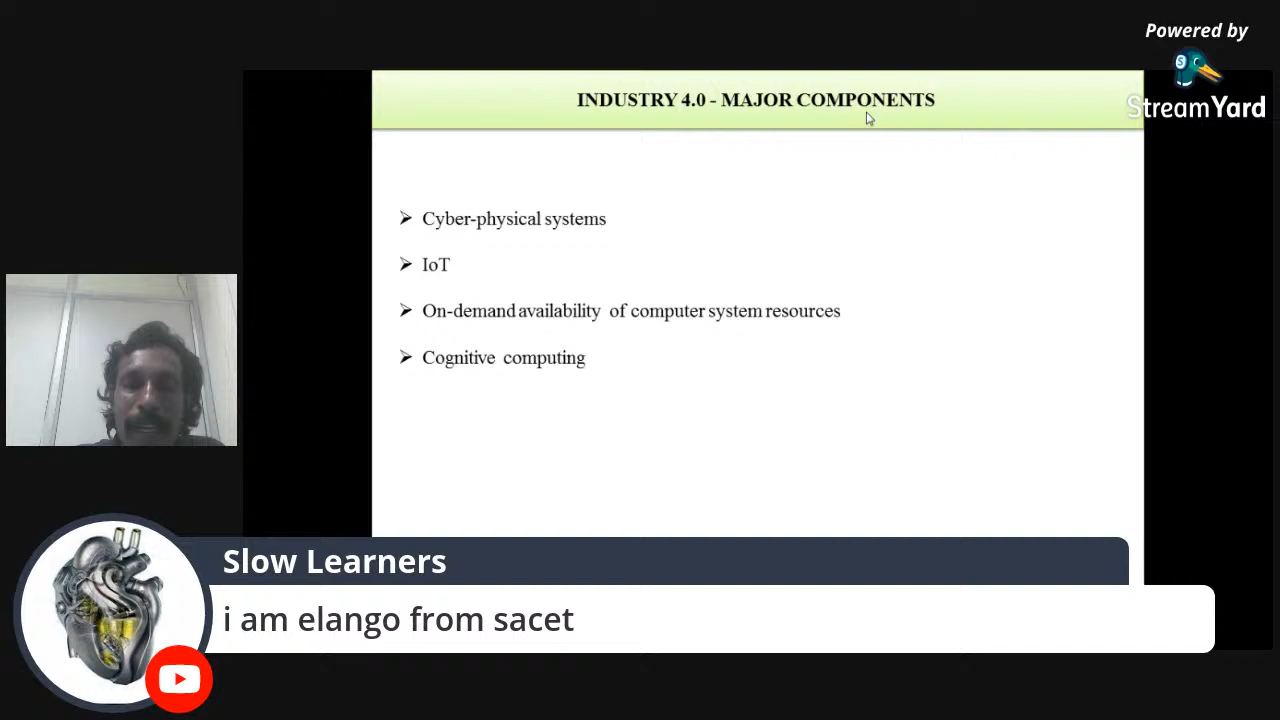 Powered by
StreamYard
INDUSTRY 4.0 - MAJOR COMPONENTS
➢ Cyber-physical systems
➢ IoT
➢ On-demand availability of computer system resources
➢ Cognitive computing
Slow Learners
i am elango from sacet